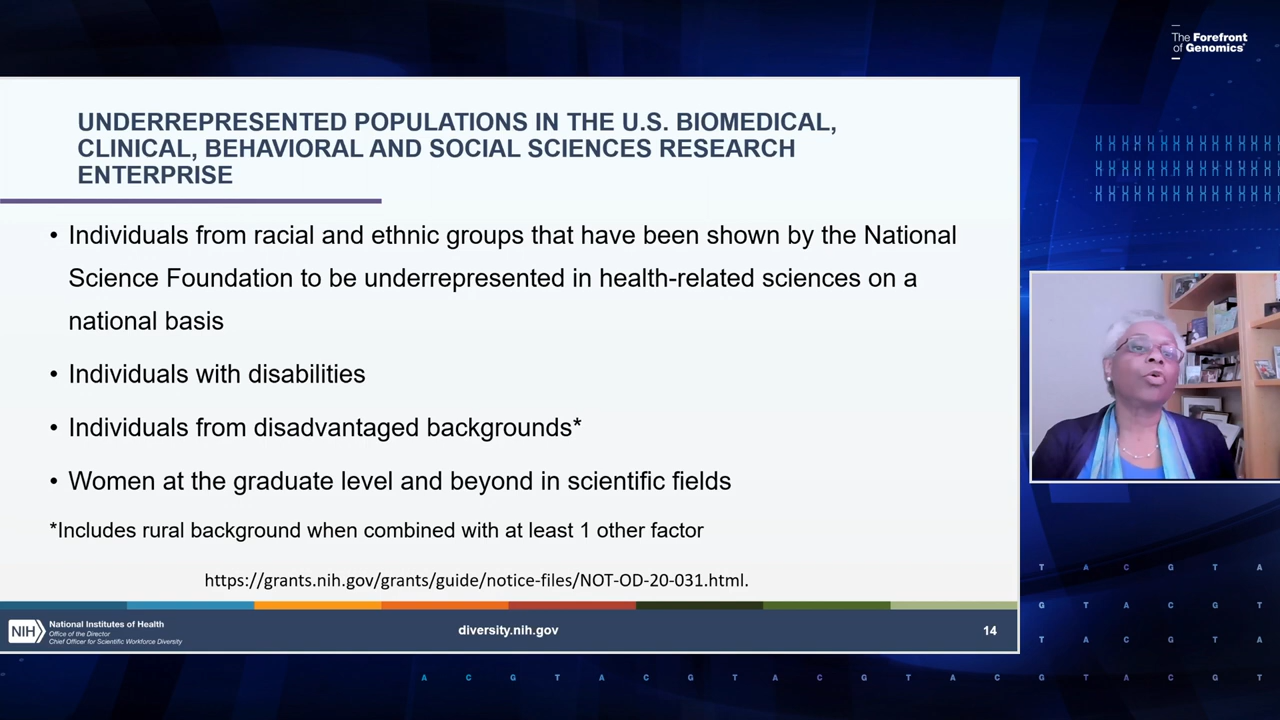 The Forefront
of Genomics®
UNDERREPRESENTED POPULATIONS IN THE U.S. BIOMEDICAL,
CLINICAL, BEHAVIORAL AND SOCIAL SCIENCES RESEARCH
ENTERPRISE
• Individuals from racial and ethnic groups that have been shown by the National
Science Foundation to be underrepresented in health-related sciences on a
national basis
• Individuals with disabilities
• Individuals from disadvantaged backgrounds*
• Women at the graduate level and beyond in scientific fields
*Includes rural background when combined with at least 1 other factor
https://grants.nih.gov/grants/guide/notice-files/NOT-OD-20-031.html.
NIH
National Institutes of Health
Office of the Director
Chief Officer for Scientific Workforce Diversity
diversity.nih.gov
14
T A C G T A
G T A C G T
T A C G T A
A C G T A C G T A C G T A C G T A C G T